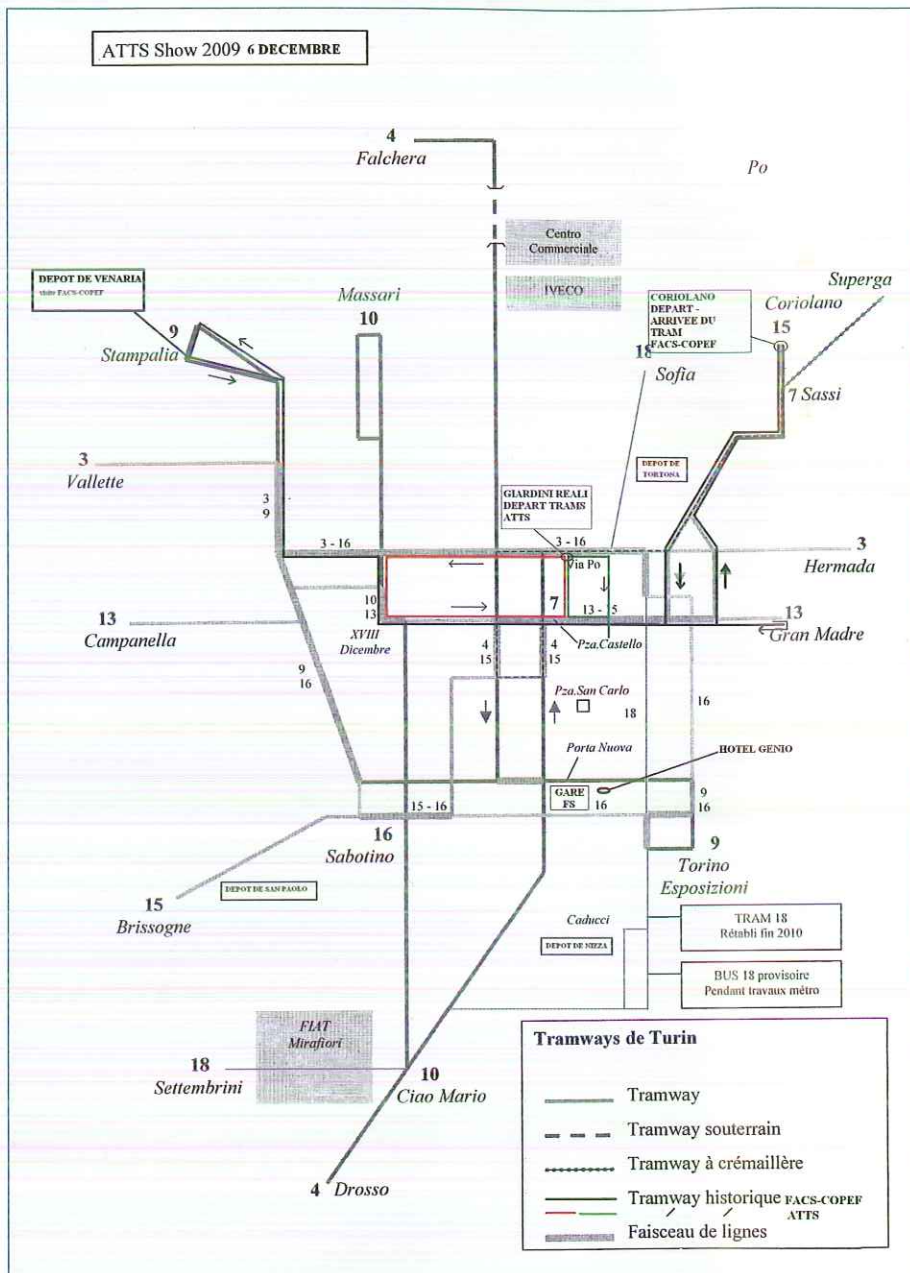 ATTS Show 2009 6 DECEMBRE
4
Falchera
Po
Centro
Commerciale
IVECO
DEPOT DE VENARIA
visite FACS-COPEF
Massari
10
9
Stampalia
CORIOLANO
DEPART -
ARRIVEE DU
TRAM
FACS-COPEF
Superga
Coriolano
15
18
Sofia
7 Sassi
3
Vallette
DEPOT DE
TORTONA
GIARDINI REALI
DEPART TRAMS
ATTS
3
9
3 - 16
3 - 16
Via Po
3
Hermada
10
13
7
13 - 15
13
Campanella
XVIII
Dicembre
13
Gran Madre
Pza.Castello
4
15
4
15
9
16
Pza.San Carlo
18
16
Porta Nuova
HOTEL GENIO
GARE
FS
16
9
16
15 - 16
16
Sabotino
9
Torino
Esposizioni
DEPOT DE SAN PAOLO
15
Brissogne
Caducci
DEPOT DE NIZZA
TRAM 18
Rétabli fin 2010
BUS 18 provisoire
Pendant travaux métro
FIAT
Mirafiori
18
Settembrini
10
Ciao Mario
4 Drosso
Tramways de Turin
Tramway
Tramway souterrain
Tramway à crémaillère
Tramway historique FACS-COPEF
ATTS
Faisceau de lignes